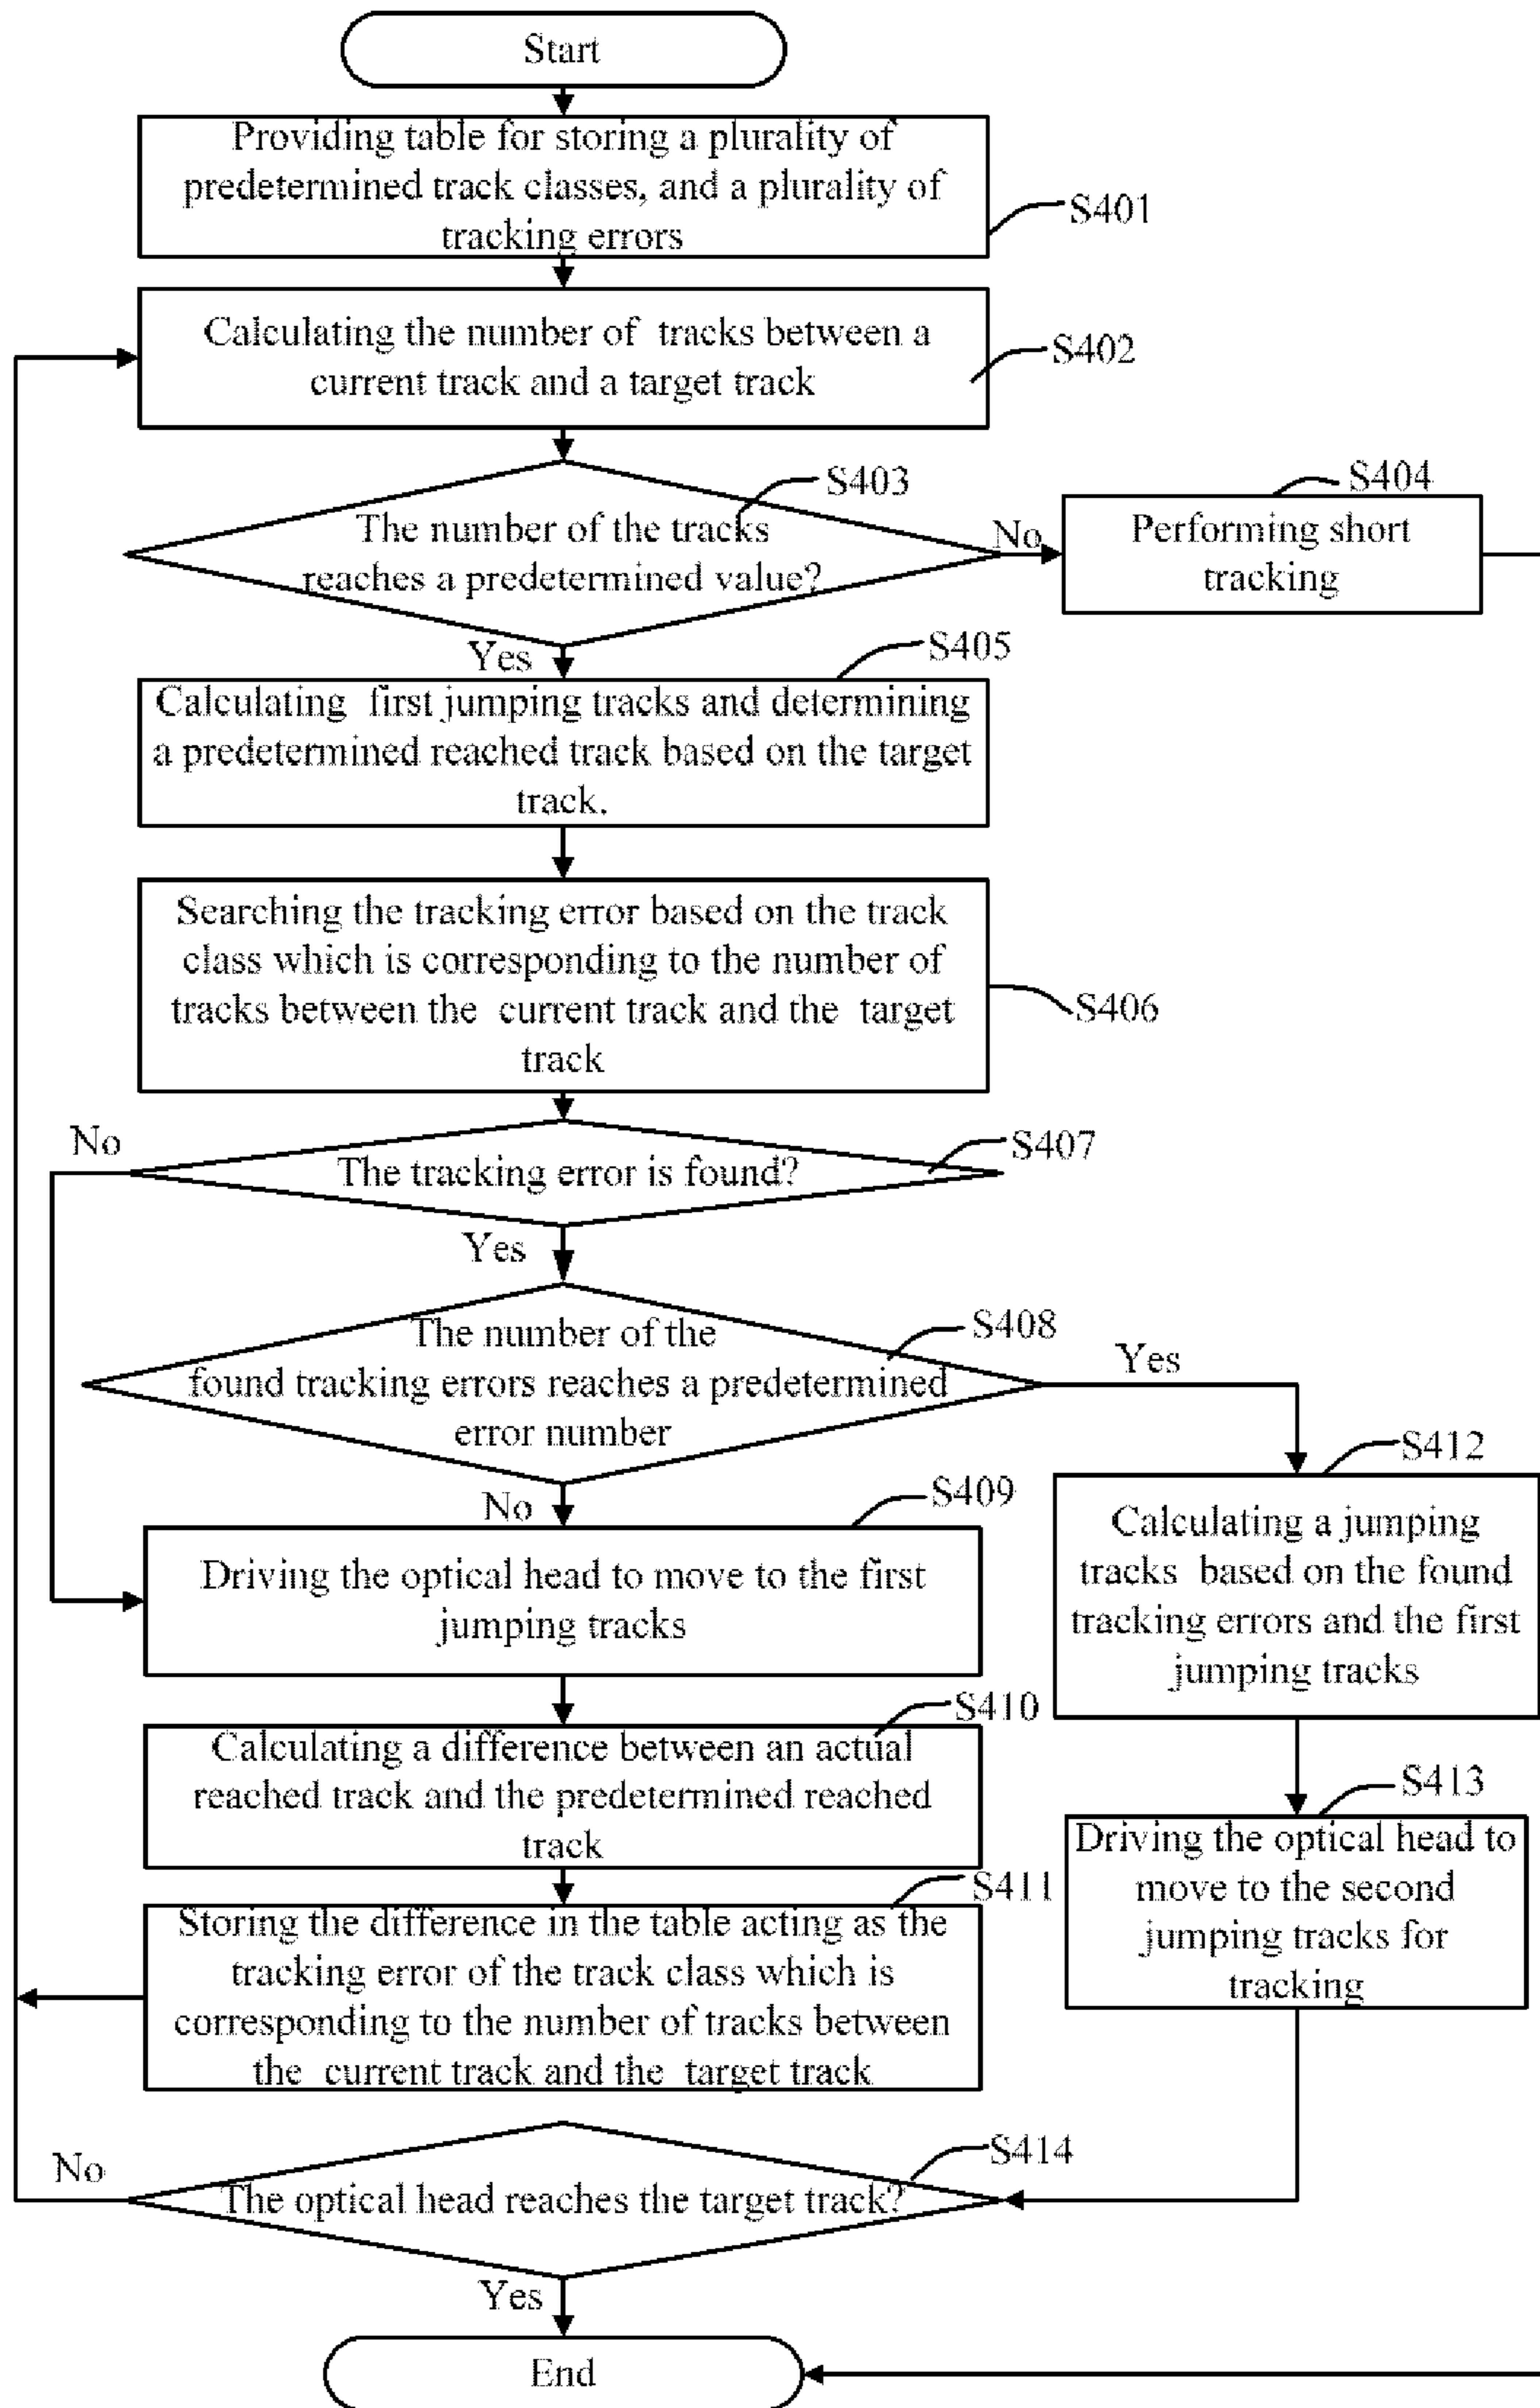 Start
Providing table for storing a plurality of
predetermined track classes, and a plurality of
tracking errors
S401
Calculating the number of tracks between a
current track and a target track
S402
S403
The number of the tracks
reaches a predetermined value?
No
S404
Performing short
tracking
Yes
S405
Calculating first jumping tracks and determining
a predetermined reached track based on the target
track.
Searching the tracking error based on the track
class which is corresponding to the number of
tracks between the current track and the target
track
S406
No
The tracking error is found?
S407
Yes
The number of the
found tracking errors reaches a predetermined
error number
S408
Yes
No
S409
Driving the optical head to move to the first
jumping tracks
S412
Calculating a jumping
tracks based on the found
tracking errors and the first
jumping tracks
S410
Calculating a difference between an actual
reached track and the predetermined reached
track
S413
Driving the optical head to
move to the second
jumping tracks for
tracking
S411
Storing the difference in the table acting as the
tracking error of the track class which is
corresponding to the number of tracks between
the current track and the target track
No
S414
The optical head reaches the target track?
Yes
End